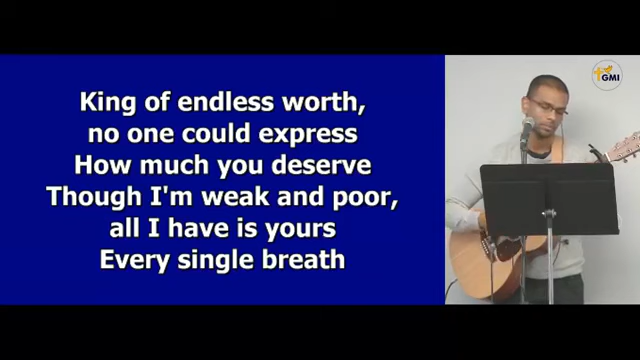 King of endless worth,
no one could express
How much you deserve
Though I'm weak and poor,
all I have is yours
Every single breath
GMI